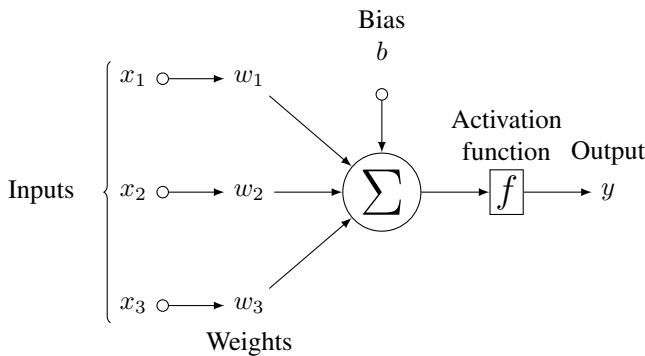 Bias
b
x₁ w₁
Activation
function
Output
Inputs
x₂ w₂
∑
f
y
x₃ w₃
Weights